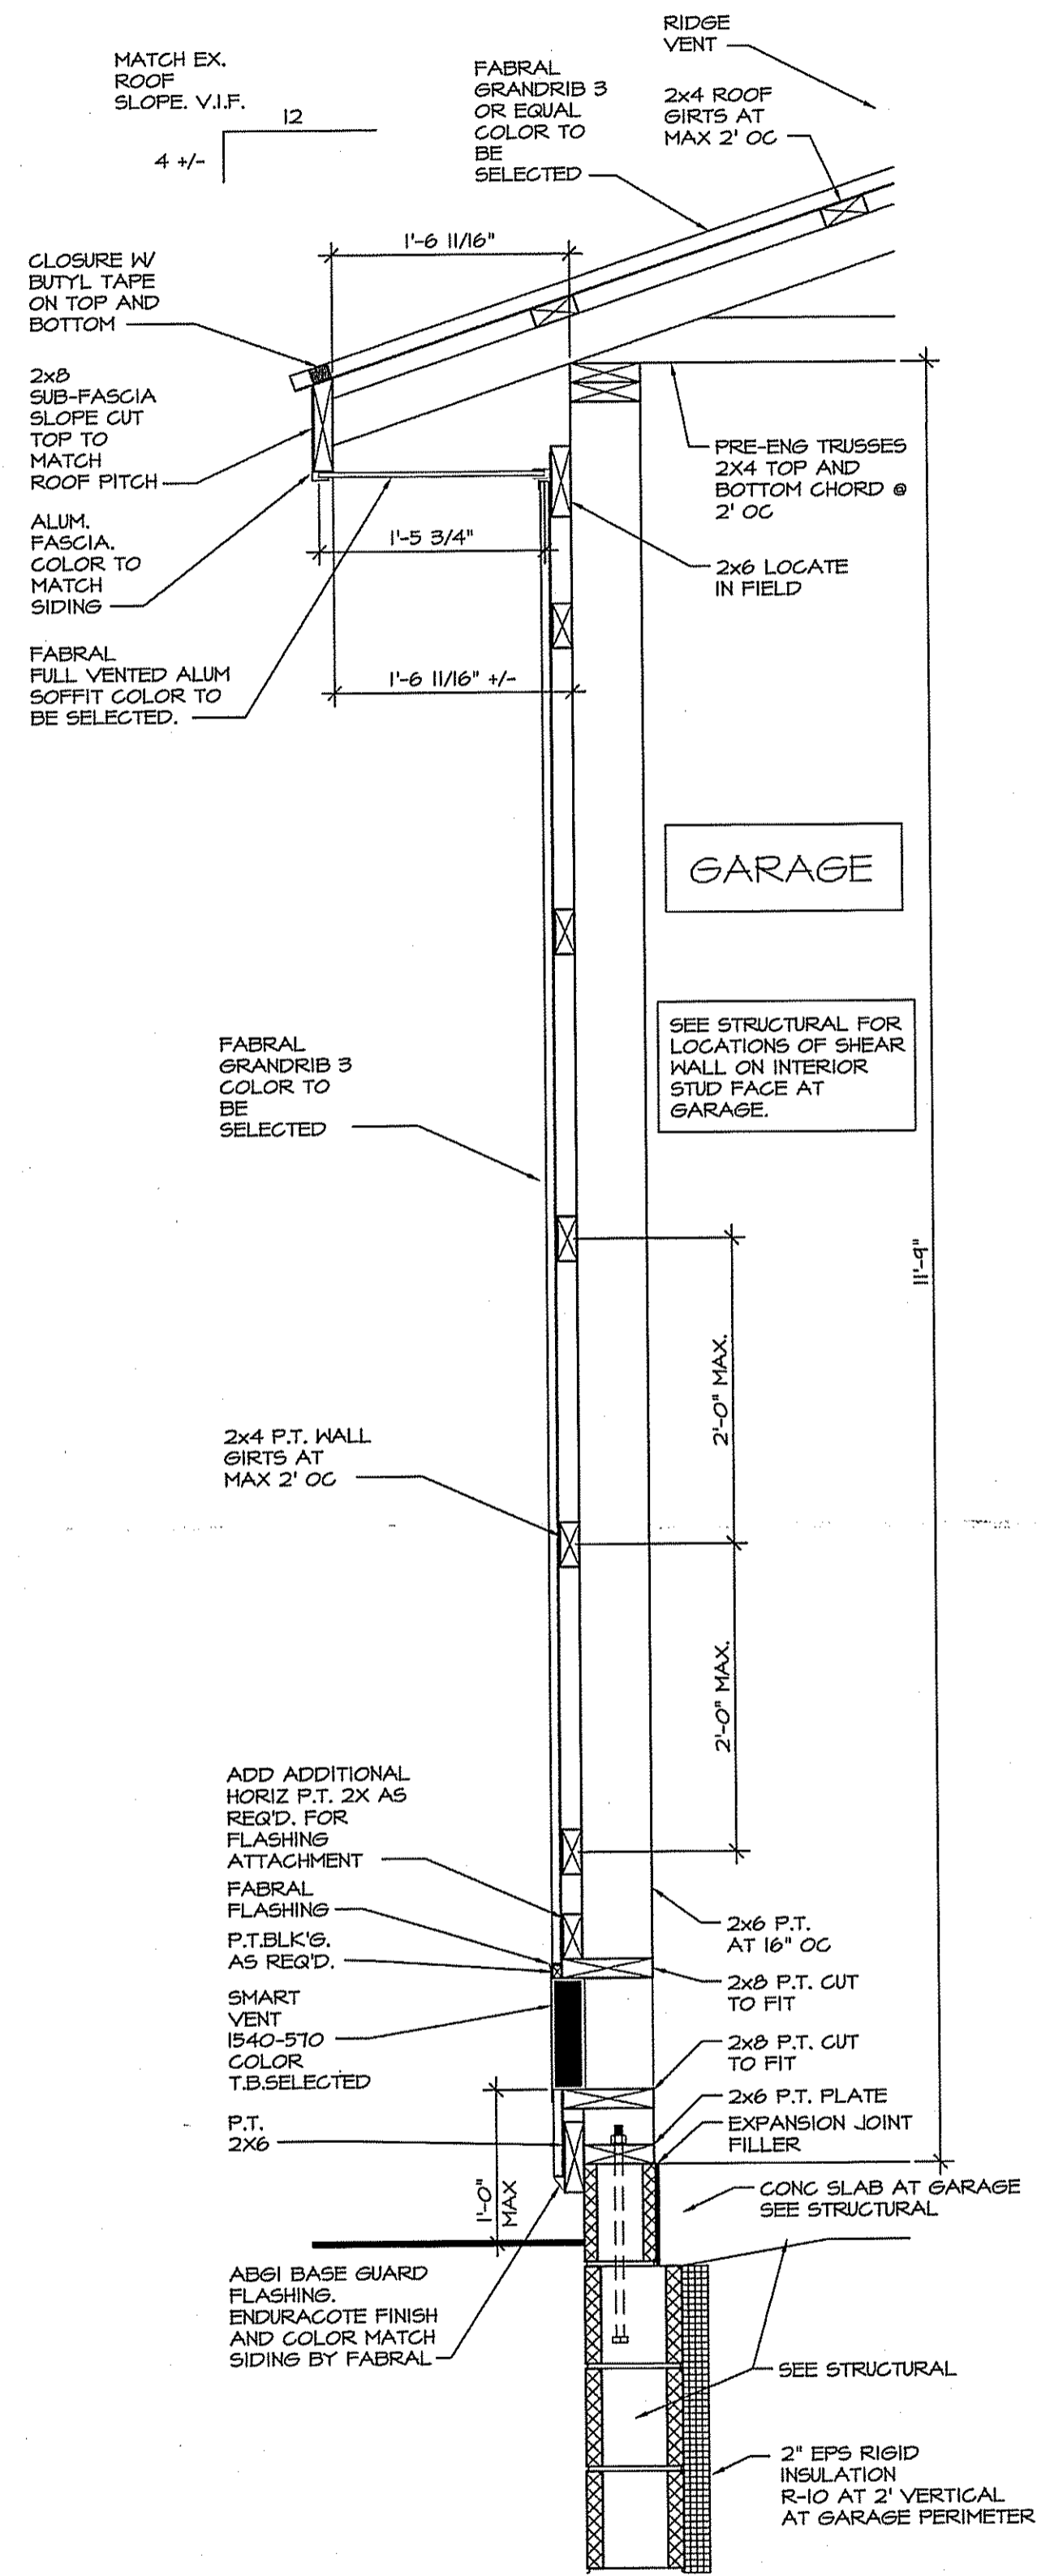 MATCH EX.
ROOF
SLOPE. V.I.F.
12
4 +/-
FABRAL
GRANDRIB 3
OR EQUAL
COLOR TO
BE
SELECTED
RIDGE
VENT
2x4 ROOF
GIRTS AT
MAX 2' OC
CLOSURE W/
BUTYL TAPE
ON TOP AND
BOTTOM
1'-6 11/16"
2x8
SUB-FASCIA
SLOPE CUT
TOP TO
MATCH
ROOF PITCH
ALUM.
FASCIA.
COLOR TO
MATCH
SIDING
1'-5 3/4"
FABRAL
FULL VENTED ALUM
SOFFIT COLOR TO
BE SELECTED.
1'-6 11/16" +/-
PRE-ENG TRUSSES
2X4 TOP AND
BOTTOM CHORD @
2' OC
2x6 LOCATE
IN FIELD
GARAGE
SEE STRUCTURAL FOR
LOCATIONS OF SHEAR
WALL ON INTERIOR
STUD FACE AT
GARAGE.
FABRAL
GRANDRIB 3
COLOR TO
BE
SELECTED
11'-9"
2'-0" MAX.
2x4 P.T. WALL
GIRTS AT
MAX 2' OC
2'-0" MAX.
ADD ADDITIONAL
HORIZ P.T. 2X AS
REQ'D. FOR
FLASHING
ATTACHMENT
FABRAL
FLASHING
P.T.BLK'G.
AS REQ'D.
SMART
VENT
1540-570
COLOR
T.B.SELECTED
P.T.
2X6
2x6 P.T.
AT 16" OC
2x8 P.T. CUT
TO FIT
2x8 P.T. CUT
TO FIT
2x6 P.T. PLATE
EXPANSION JOINT
FILLER
1'-0"
MAX
CONC SLAB AT GARAGE
SEE STRUCTURAL
ABG1 BASE GUARD
FLASHING.
ENDURACOTE FINISH
AND COLOR MATCH
SIDING BY FABRAL
SEE STRUCTURAL
2" EPS RIGID
INSULATION
R-10 AT 2' VERTICAL
AT GARAGE PERIMETER